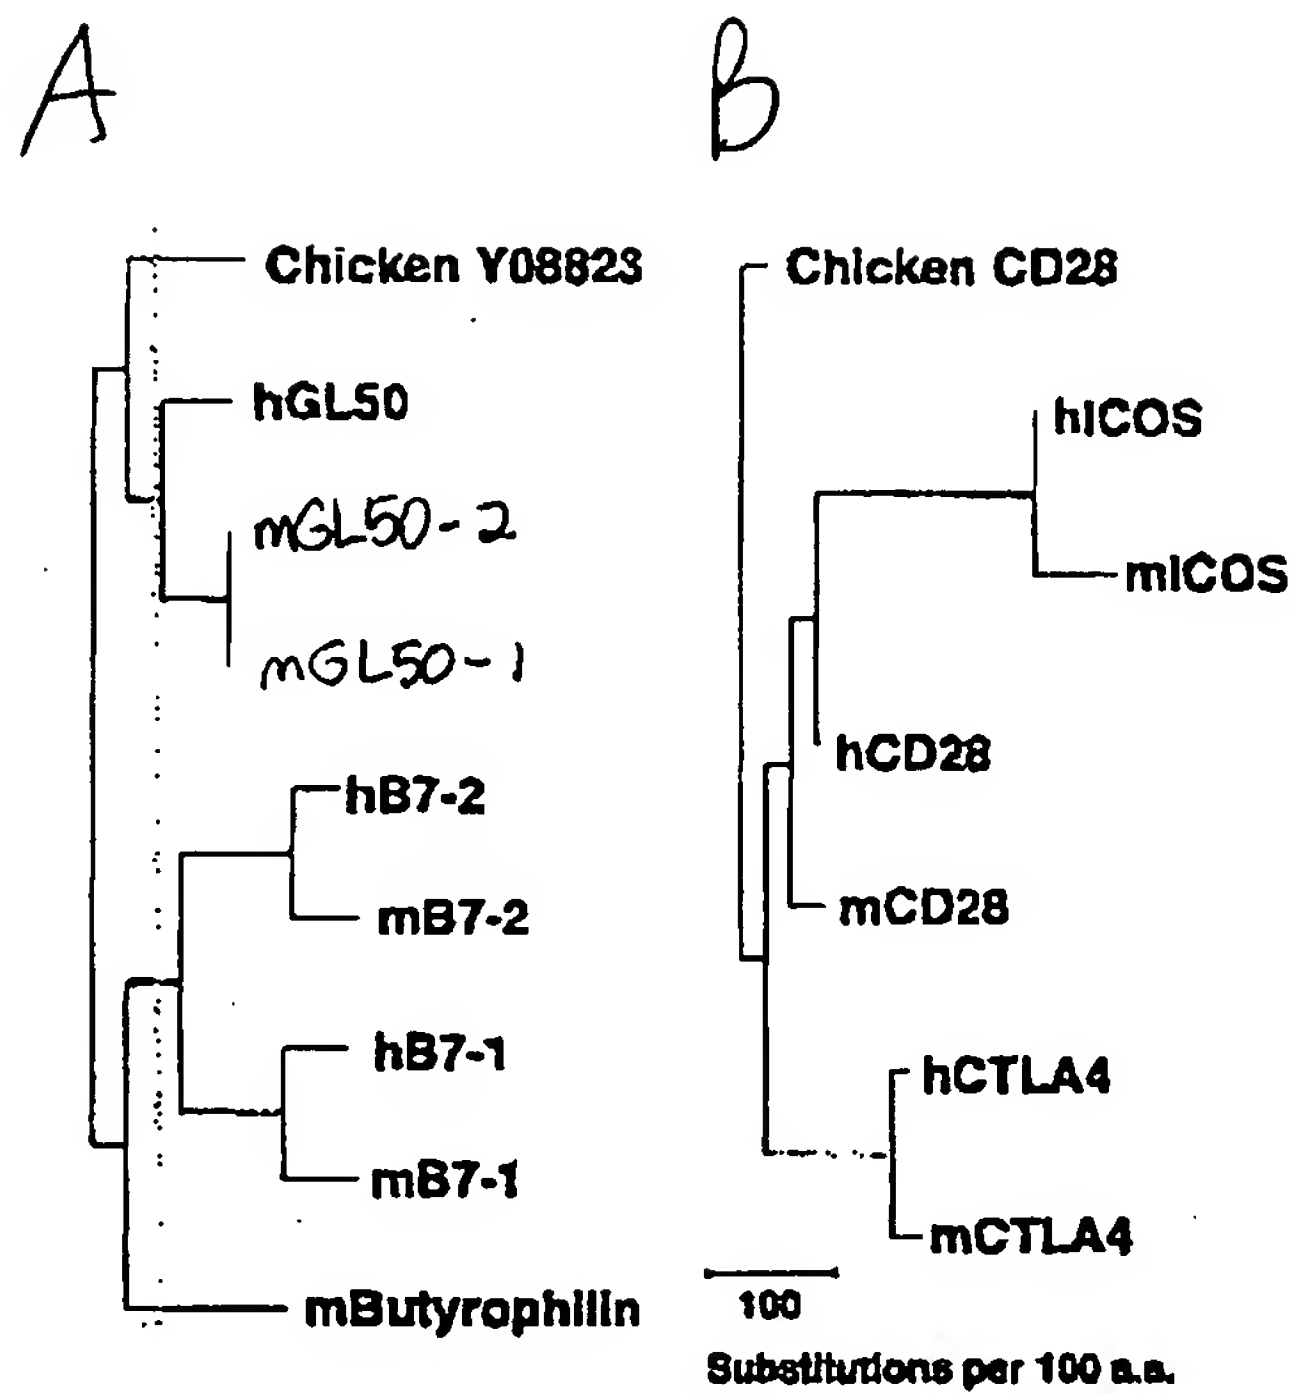 A
Chicken Y08823
hGL50
mGL50-2
mGL50-1
hB7-2
mB7-2
hB7-1
mB7-1
mButyrophilin
B
Chicken CD28
hICOS
mICOS
hCD28
mCD28
hCTLA4
mCTLA4
100
Substitutions per 100 a.a.